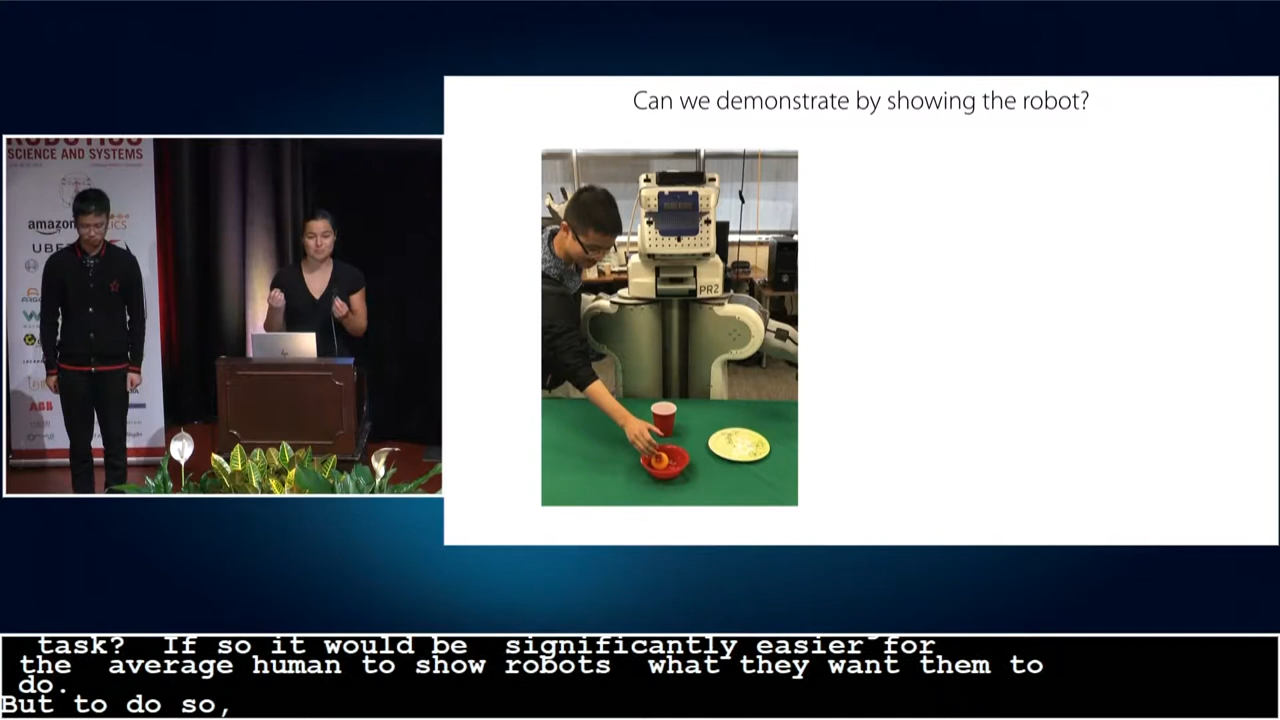 Can we demonstrate by showing the robot?
ROBOTICS
SCIENCE AND SYSTEMS
amazon
UBER
ABB
PR2
task? If so it would be significantly easier for
the average human to show robots what they want them to
do.
But to do so,